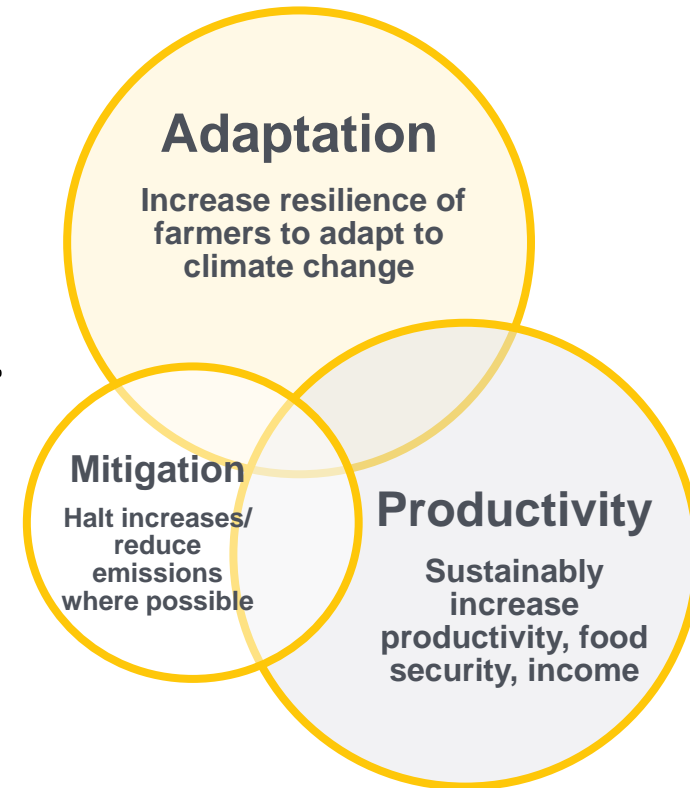 Adaptation
Increase resilience of
farmers to adapt to
climate change
Mitigation
Halt increases/
reduce
emissions
where possible
Productivity
Sustainably
increase
productivity, food
security, income